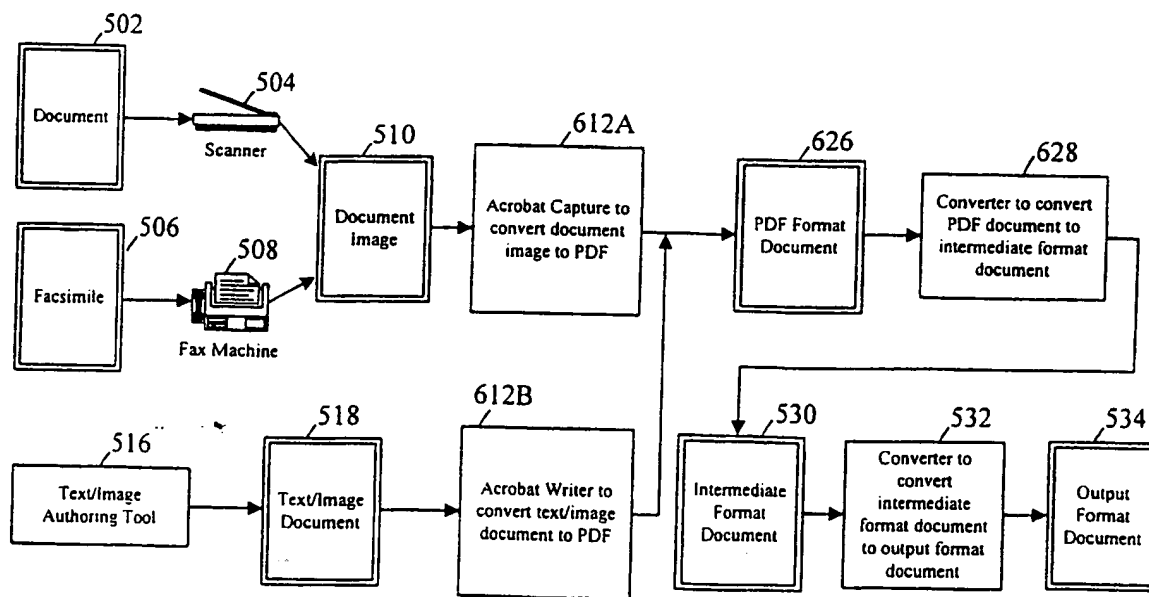 502
Document
504
Scanner
506
Facsimile
508
Fax Machine
510
Document
Image
612A
Acrobat Capture to
convert document
image to PDF
626
PDF Format
Document
628
Converter to convert
PDF document to
intermediate format
document
516
Text/Image
Authoring Tool
518
Text/Image
Document
612B
Acrobat Writer to
convert text/image
document to PDF
530
Intermediate
Format
Document
532
Converter to
convert
intermediate
format document
to output format
document
534
Output
Format
Document